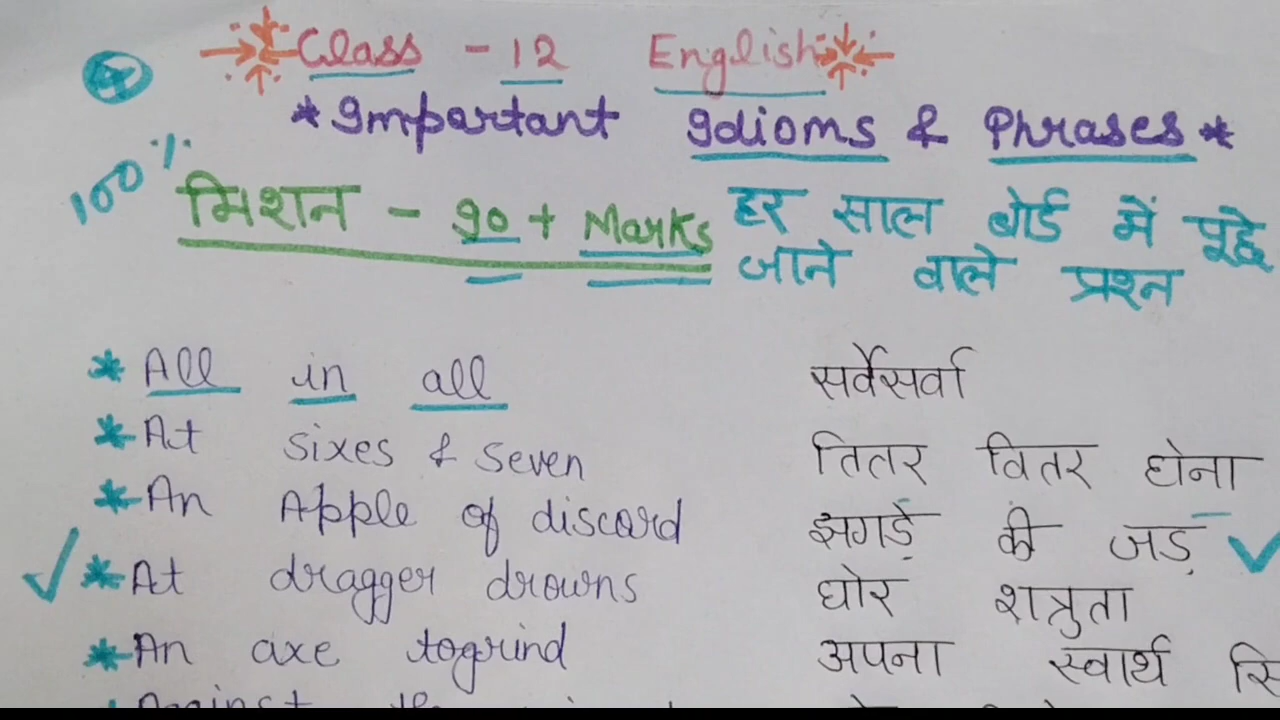 Class - 12 English
*Important Idioms & Phrases*
100%
मिशन - 90 + Marks हर साल बोर्ड में पूछे
जाने वाले प्रश्न
* All in all सर्वेसर्वा
* At sixes & seven तितर वितर होना
* An Apple of discord झगड़े की जड़
* At dragger drowns घोर शत्रुता
* An axe togrind अपना स्वार्थ
Against